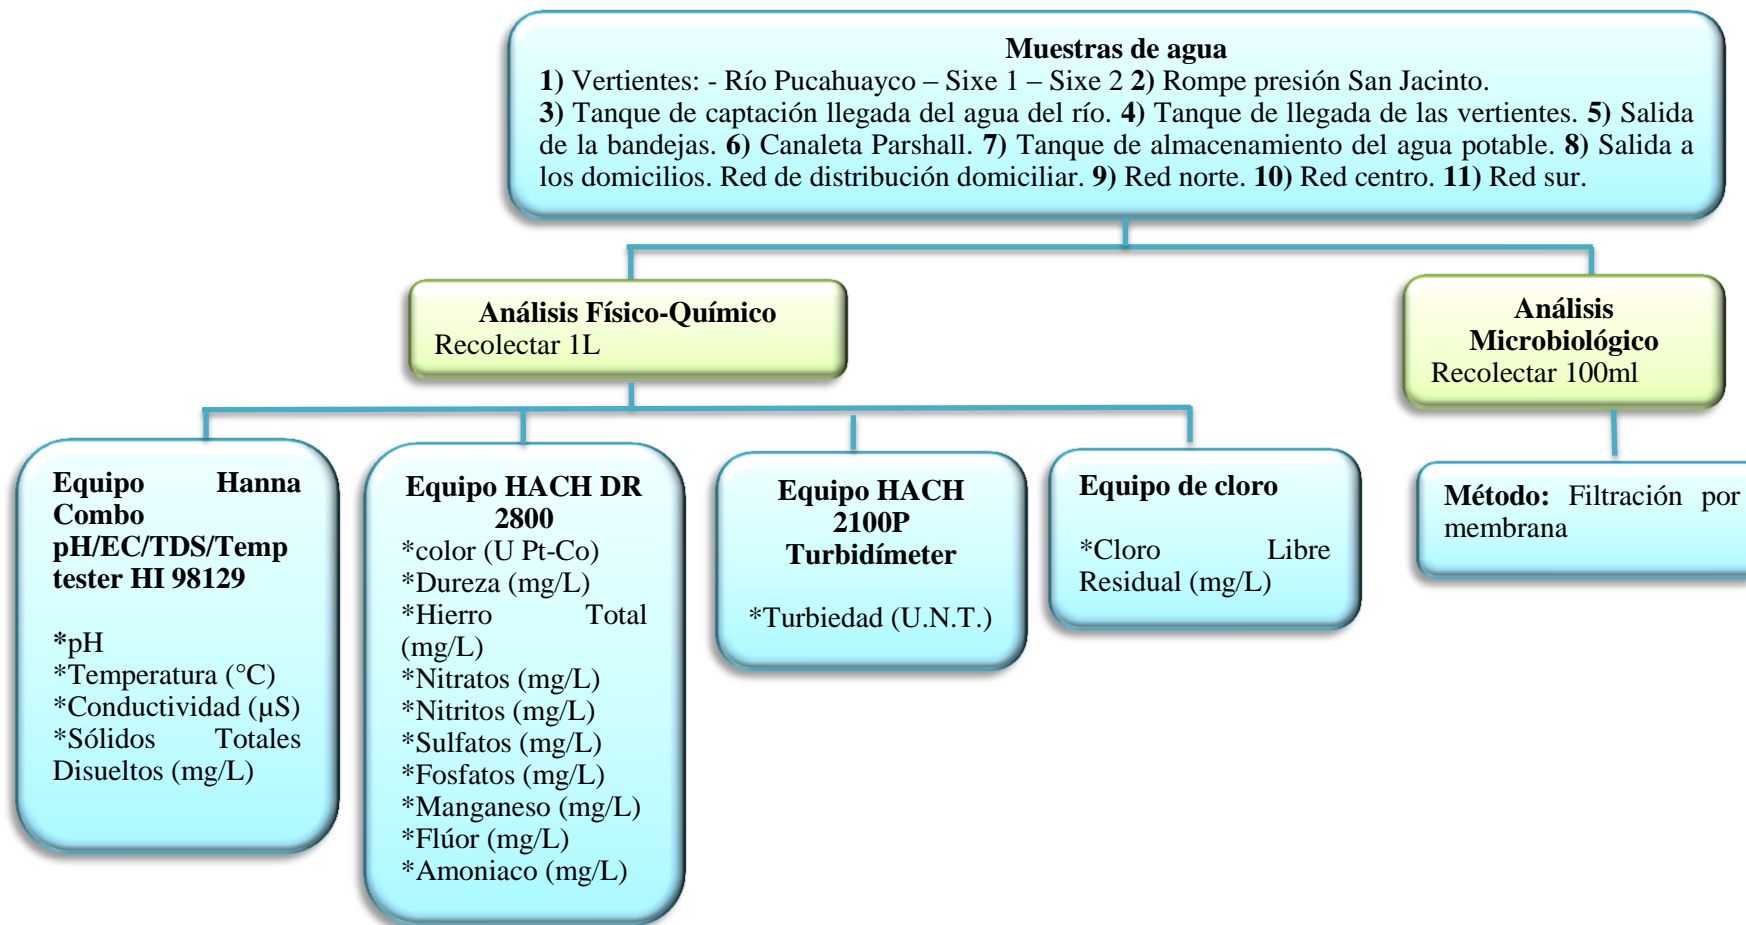 Muestras de agua
1) Vertientes: - Río Pucahuayco – Sixe 1 – Sixe 2 2) Rompe presión San Jacinto.
3) Tanque de captación llegada del agua del río. 4) Tanque de llegada de las vertientes. 5) Salida
de la bandejas. 6) Canaleta Parshall. 7) Tanque de almacenamiento del agua potable. 8) Salida a
los domicilios. Red de distribución domiciliar. 9) Red norte. 10) Red centro. 11) Red sur.
Análisis Físico-Químico
Recolectar 1L
Análisis
Microbiológico
Recolectar 100ml
Equipo Hanna
Combo
pH/EC/TDS/Temp
tester HI 98129
*pH
*Temperatura (°C)
*Conductividad (µS)
*Sólidos Totales
Disueltos (mg/L)
Equipo HACH DR
2800
*color (U Pt-Co)
*Dureza (mg/L)
*Hierro Total
(mg/L)
*Nitratos (mg/L)
*Nitritos (mg/L)
*Sulfatos (mg/L)
*Fosfatos (mg/L)
*Manganeso (mg/L)
*Flúor (mg/L)
*Amoniaco (mg/L)
Equipo HACH
2100P
Turbidímeter
*Turbiedad (U.N.T.)
Equipo de cloro
*Cloro Libre
Residual (mg/L)
Método: Filtración por
membrana